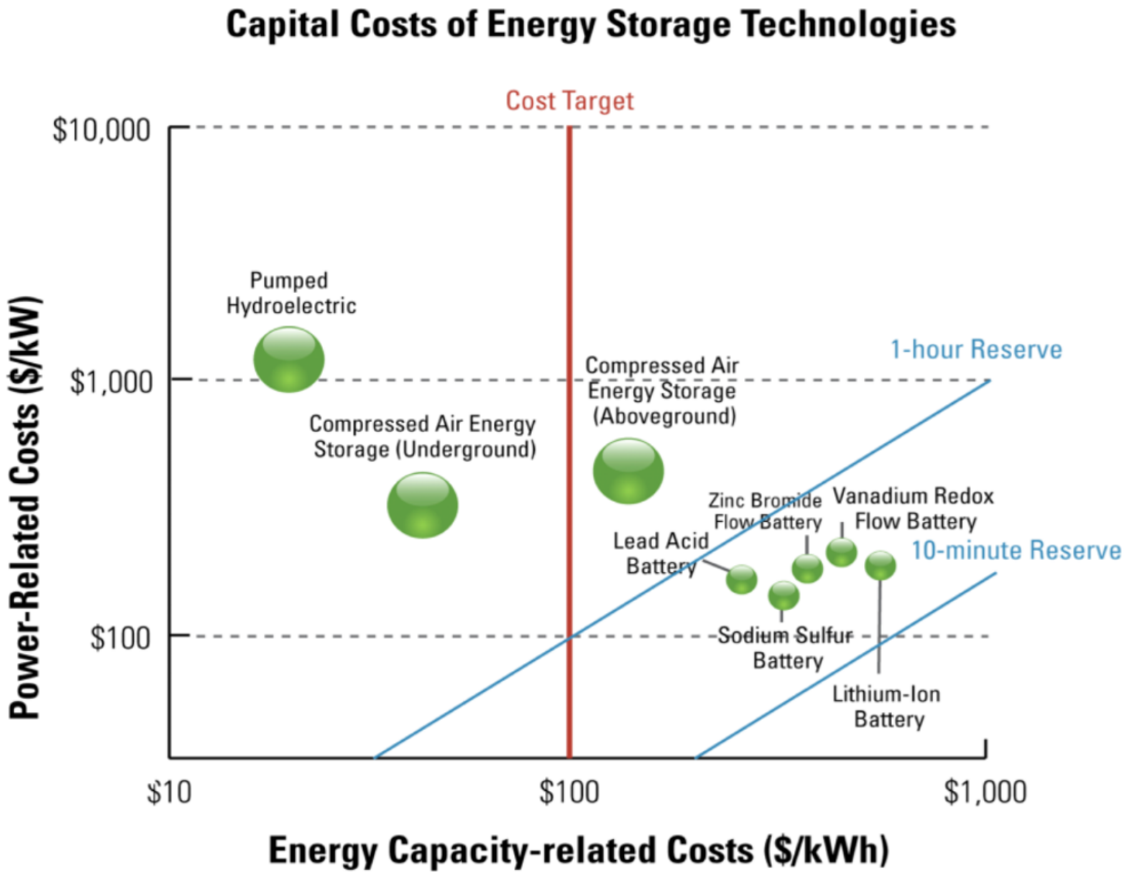 Capital Costs of Energy Storage Technologies
Cost Target
$10,000
Pumped
Hydroelectric
1-hour Reserve
Compressed Air
Energy Storage
(Aboveground)
$1,000
Compressed Air Energy
Storage (Underground)
Zinc Bromide
Flow Battery
Vanadium Redox
Flow Battery
Lead Acid
Battery
10-minute Reserve
$100
Sodium Sulfur
Battery
Lithium-Ion
Battery
Power-Related Costs ($/kW)
$10
$100
$1,000
Energy Capacity-related Costs ($/kWh)